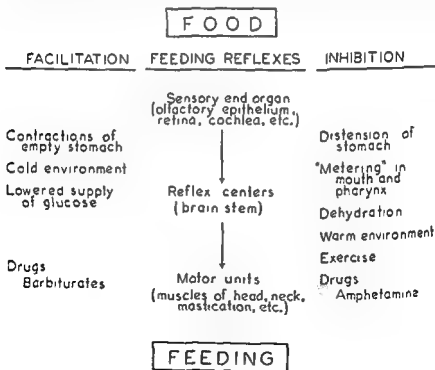 FOOD
FACILITATION FEEDING REFLEXES INHIBITION
Sensory end organ
(olfactory epithelium,
retina, cochlea, etc.)
Contractions of
empty stomach
Cold environment
Lowered supply
of glucose
Drugs
Barbiturates
Reflex centers
(brain stem)
Motor units
(muscles of head, neck,
mastication, etc.)
Distension of
stomach
"Metering" in
mouth and
pharynx
Dehydration
Warm environment
Exercise
Drugs
Amphetamine
FEEDING